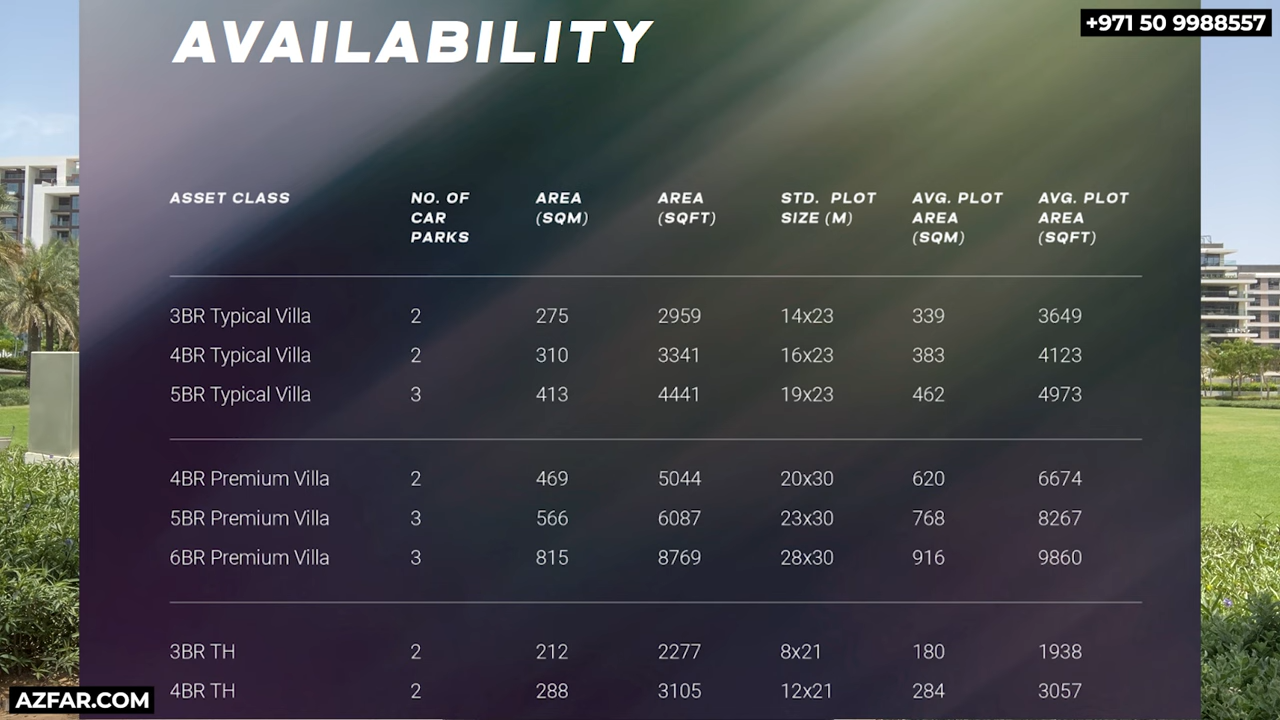 AVAILABILITY
+971 50 9988557
ASSET CLASS NO. OF CAR PARKS AREA (SQM) AREA (SQFT) STD. PLOT SIZE (M) AVG. PLOT AREA (SQM) AVG. PLOT AREA (SQFT)
3BR Typical Villa 2 275 2959 14x23 339 3649
4BR Typical Villa 2 310 3341 16x23 383 4123
5BR Typical Villa 3 413 4441 19x23 462 4973
4BR Premium Villa 2 469 5044 20x30 620 6674
5BR Premium Villa 3 566 6087 23x30 768 8267
6BR Premium Villa 3 815 8769 28x30 916 9860
3BR TH 2 212 2277 8x21 180 1938
4BR TH 2 288 3105 12x21 284 3057
AZFAR.COM